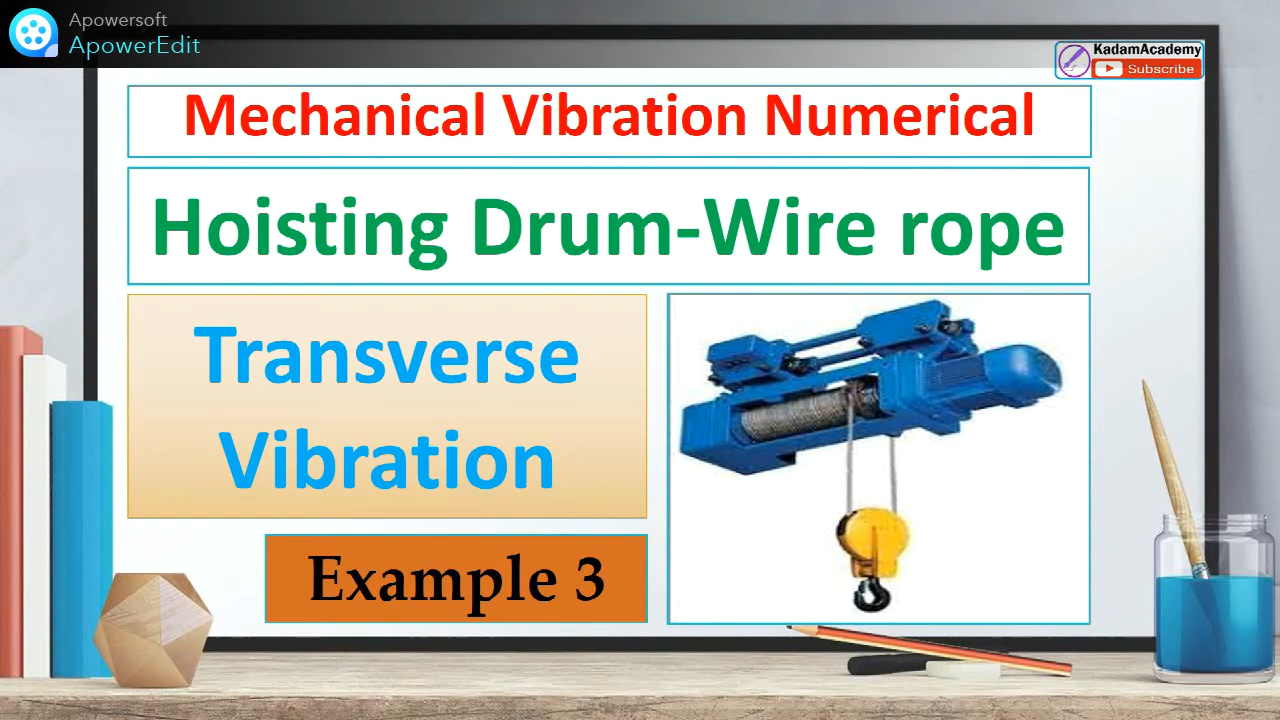 Apowersoft
ApowerEdit
KadamAcademy
Subscribe
Mechanical Vibration Numerical
Hoisting Drum-Wire rope
Transverse
Vibration
Example 3